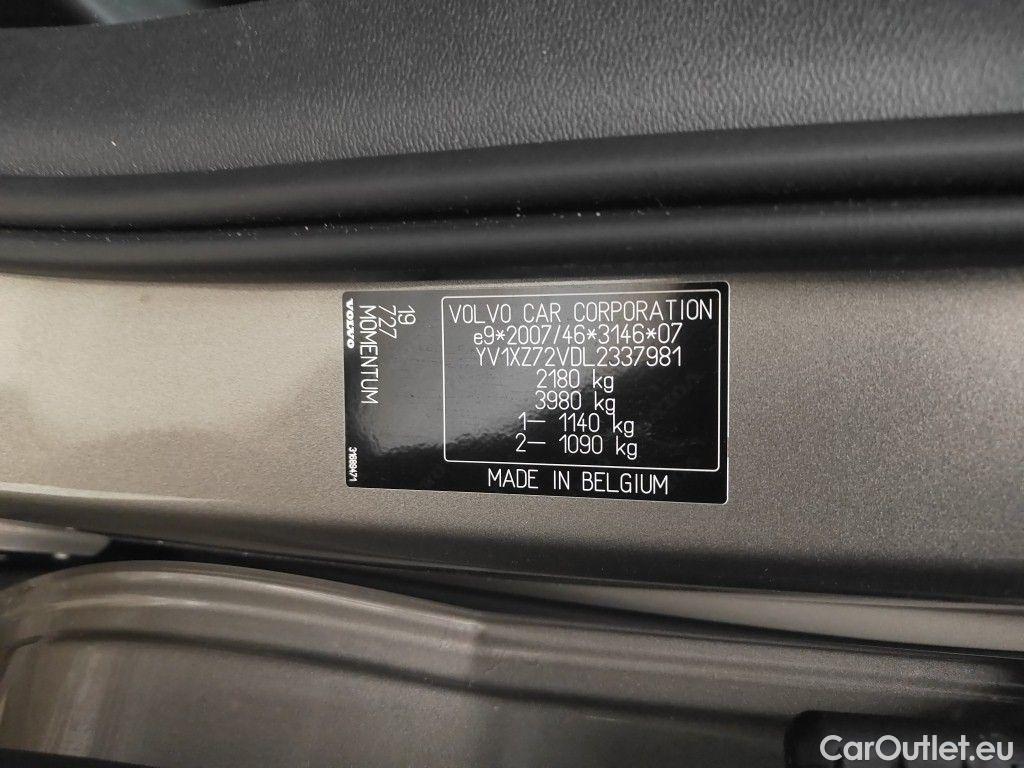 VOLVO CAR CORPORATION
e9*2007/46*3146*07
YV1XZ72VDL2337981
2180 kg
3980 kg
1— 1140 kg
2— 1090 kg
MADE IN BELGIUM
19
727
MOMENTUM
VOLVO
31689471
CarOutlet.eu